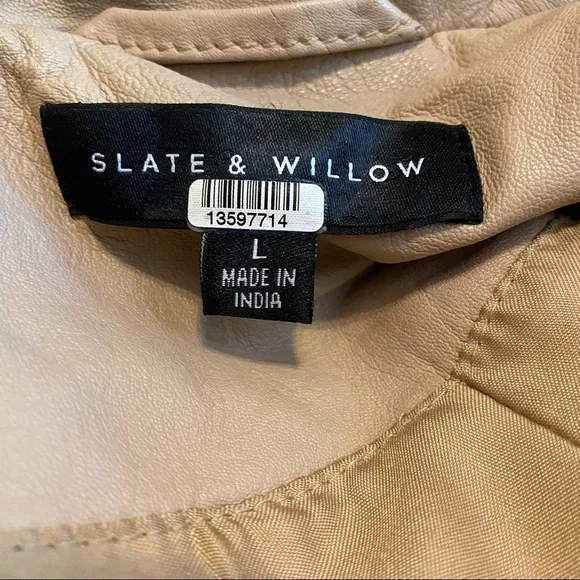 SLATE & WILLOW
13597714
L
MADE IN
INDIA